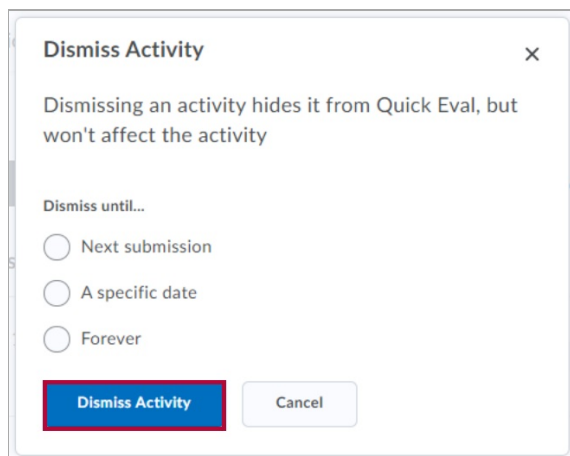 Dismiss Activity
Dismissing an activity hides it from Quick Eval, but
won't affect the activity
Dismiss until...
Next submission
A specific date
Forever
Dismiss Activity
Cancel